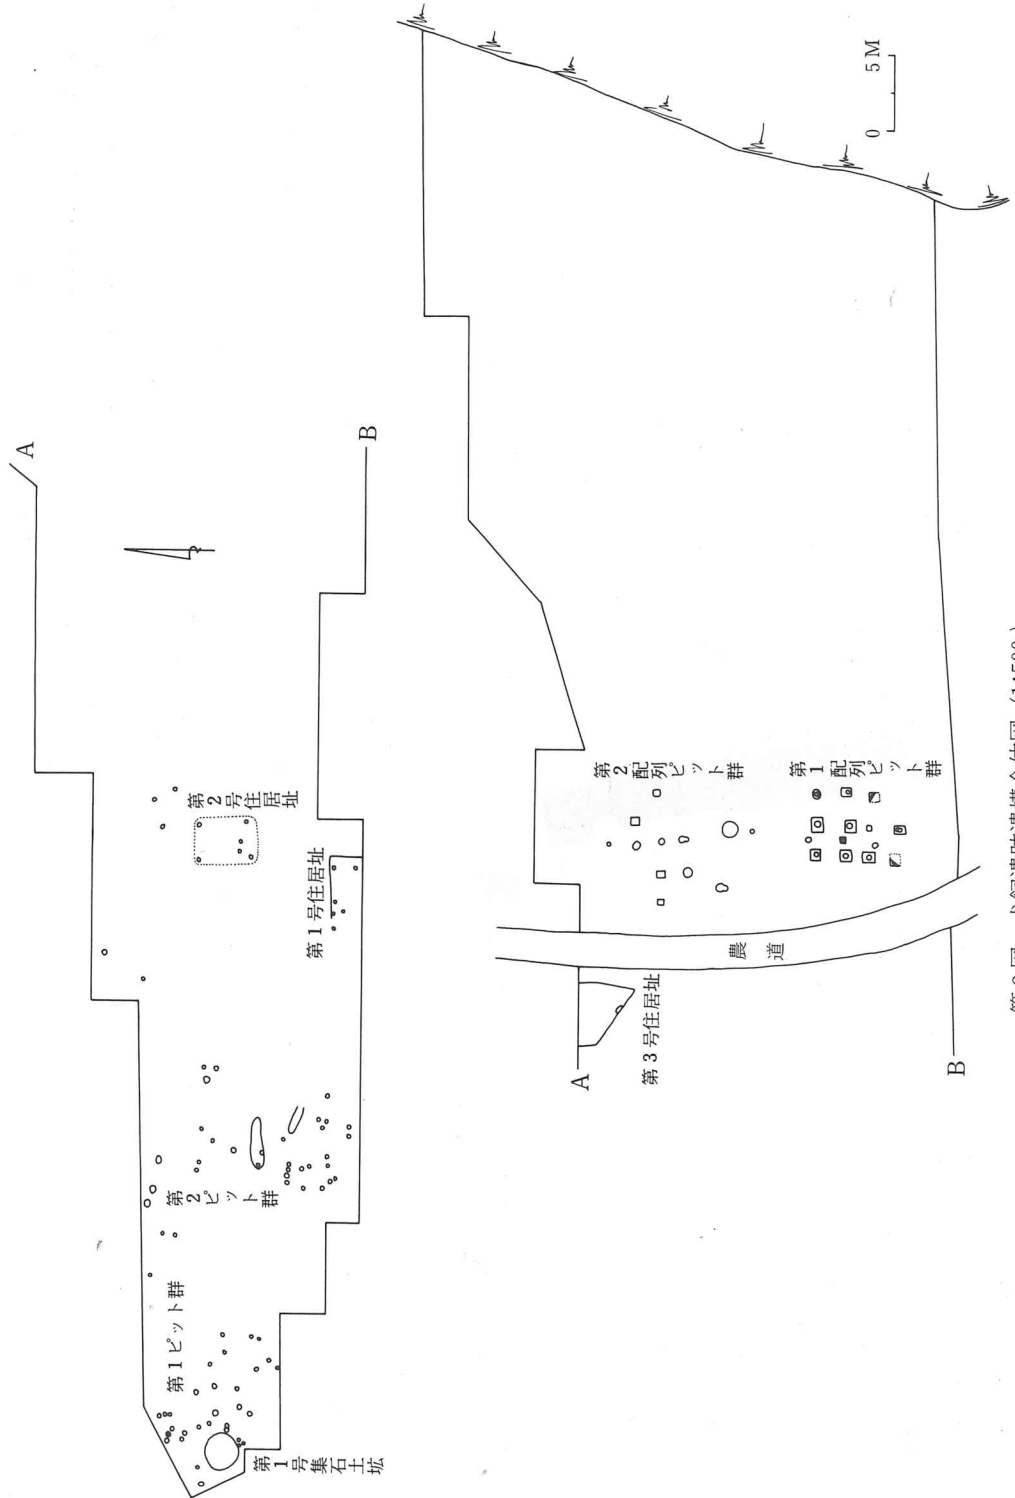 A
B
第2号住居址
第1号住居址
第2ピット群
第1ピット群
第1号集石土拡
0 5M
第2配列ピット群
第1配列ピット群
農道
第3号住居址
A
B